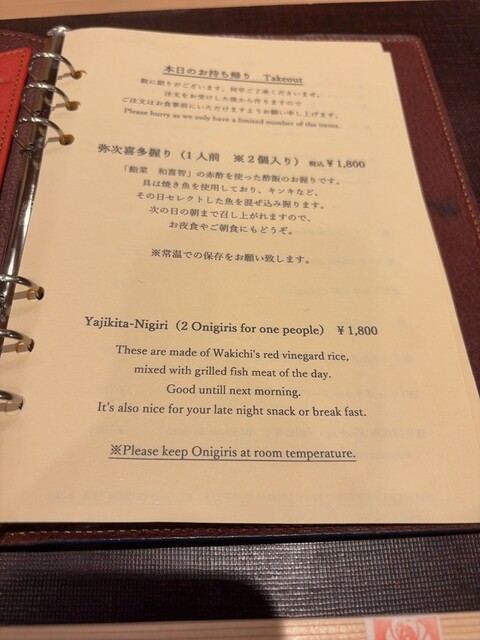 本日のお持ち帰り　Takeout
数に限りがございます。何卒ご了承くださいませ。
注文をお受けした後から作りますので
ご注文はお食事前にいただけますようお願い申し上げます。
Please hurry as we only have a limited number of the items.
弥次喜多握り（1人前　※2個入り）税込¥1,800
「鮨菜　和喜智」の赤酢を使った酢飯のお握りです。
具は焼き魚を使用しており、キンキなど、
その日セレクトした魚を混ぜ込み握ります。
次の日の朝まで召し上がれますので、
お夜食やご朝食にもどうぞ。
※常温での保存をお願い致します。
Yajikita-Nigiri（2 Onigiris for one people）¥1,800
These are made of Wakichi's red vinegard rice,
mixed with grilled fish meat of the day.
Good untill next morning.
It's also nice for your late night snack or break fast.
※Please keep Onigiris at room temperature.